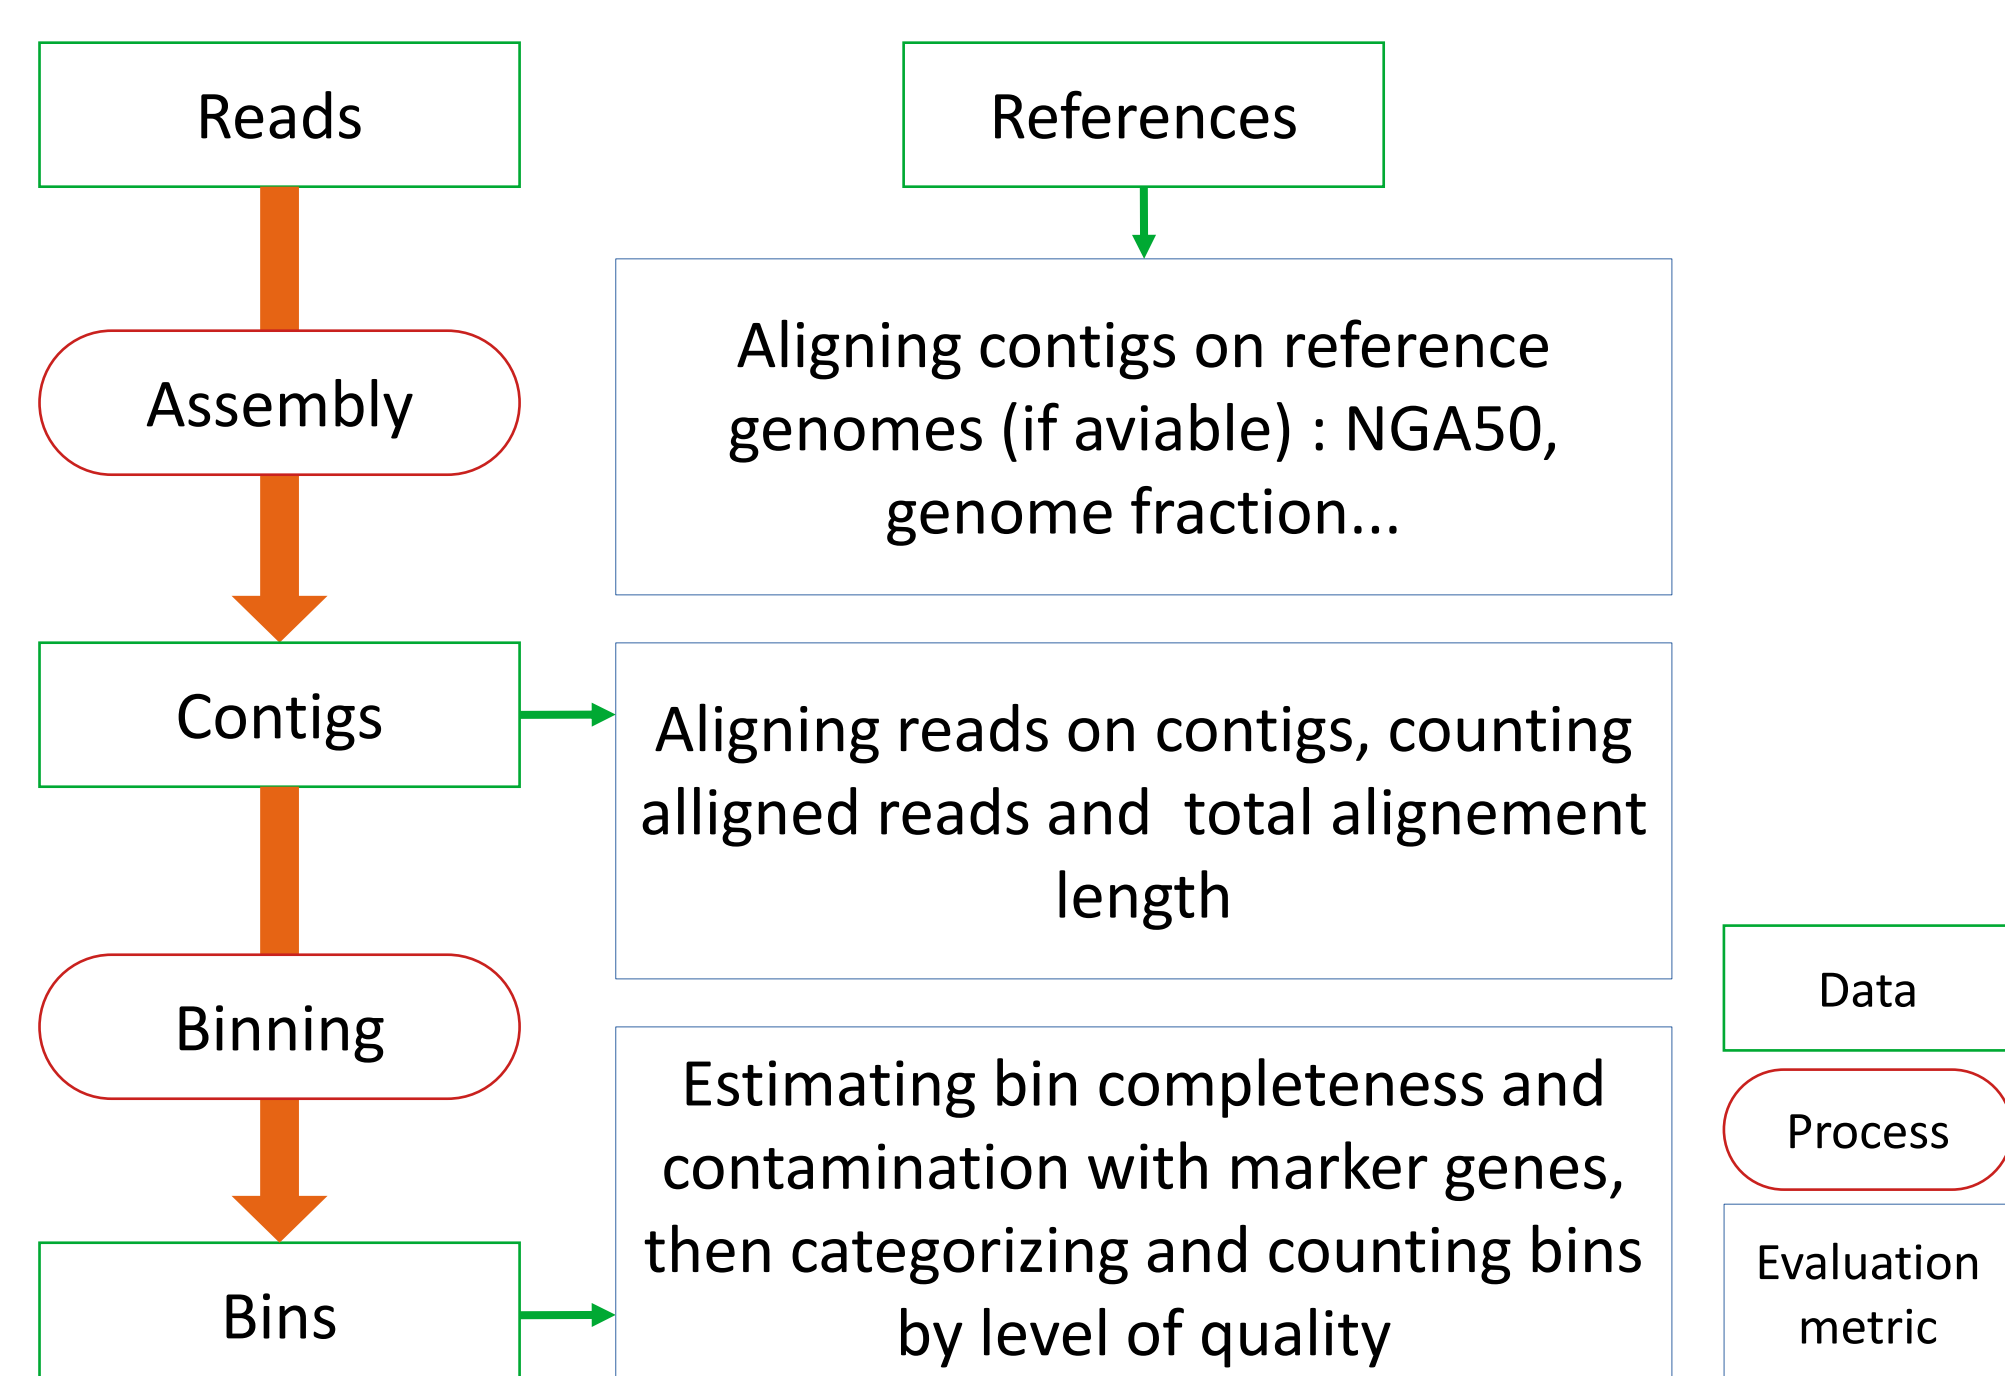 Reads
References
Assembly
Aligning contigs on reference
genomes (if aviable) : NGA50,
genome fraction...
Contigs
Aligning reads on contigs, counting
alligned reads and  total alignement
length
Binning
Estimating bin completeness and
contamination with marker genes,
then categorizing and counting bins
by level of quality
Bins
Data
Process
Evaluation
metric